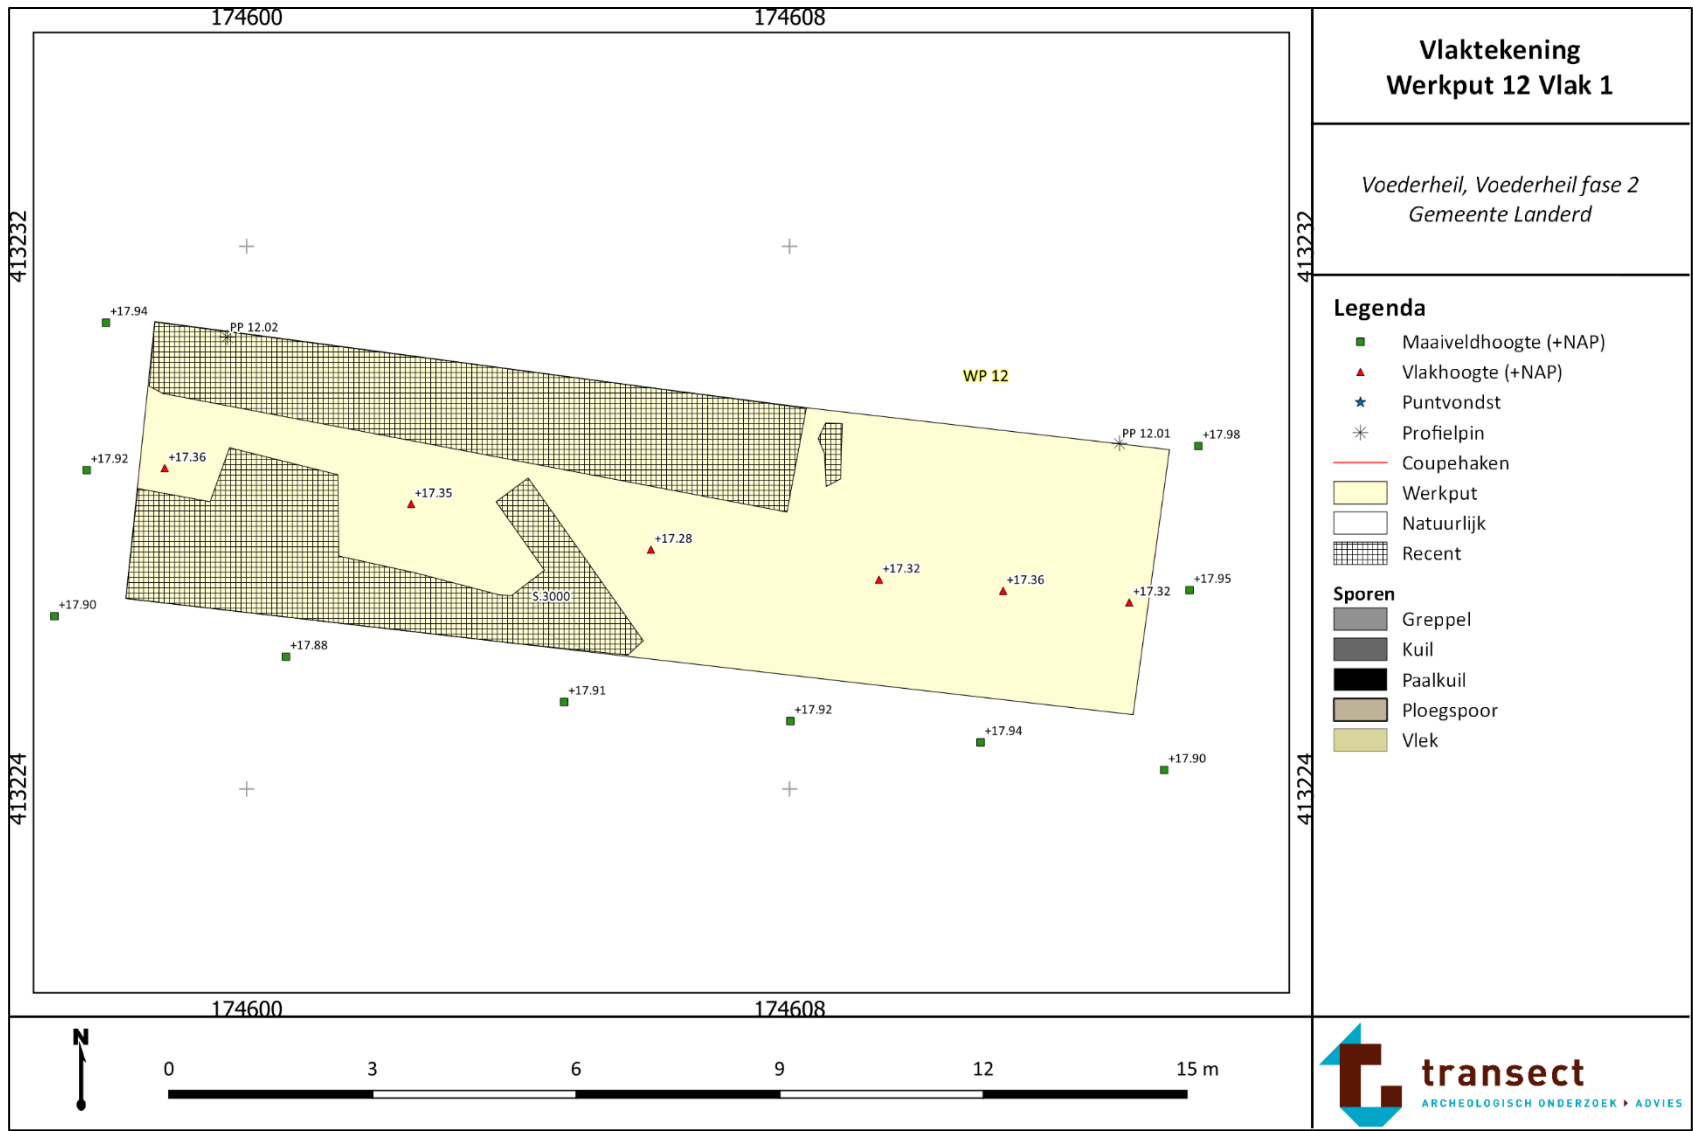 174600 174608
413232
413224
+17.94
PP 12.02
WP 12
PP 12.01
+17.98
+17.92
+17.36
+17.35
+17.28
+17.32
+17.36
+17.32
+17.95
+17.90
S.3000
+17.88
+17.91
+17.92
+17.94
+17.90
413232
413224
174600 174608
N
0 3 6 9 12 15 m
Vlaktekening
Werkput 12 Vlak 1
Voederheil, Voederheil fase 2
Gemeente Landerd
Legenda
Maaiveldhoogte (+NAP)
Vlakhoogte (+NAP)
Puntvondst
Profielpin
Coupehaken
Werkput
Natuurlijk
Recent
Sporen
Greppel
Kuil
Paalkuil
Ploegspoor
Vlek
transect
ARCHEOLOGISCH ONDERZOEK ADVIES